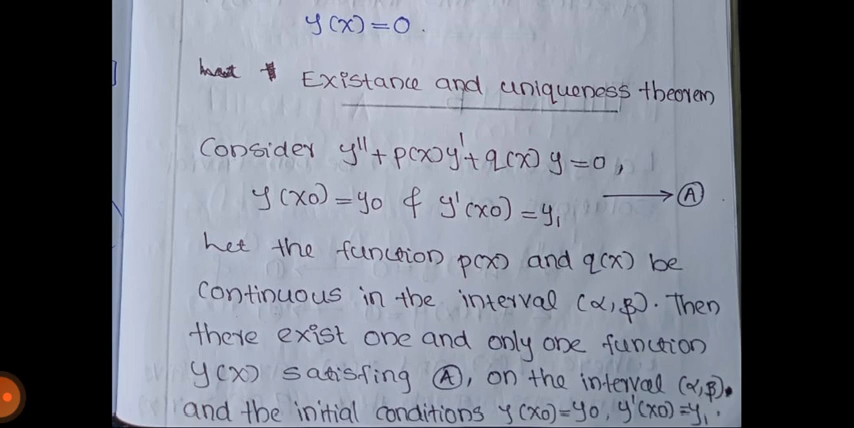 y(x)=0.
* Existance and uniqueness theorem
Consider y''+p(x)y'+q(x)y=0,
y(x0)=y0 & y'(x0)=y₁ → Ⓐ
Let the function p(x) and q(x) be
continuous in the interval (α,β). Then
there exist one and only one function
y(x) satisfing Ⓐ, on the interval (α,β).
and the initial conditions y(x0)=y0, y'(x0)=y₁.